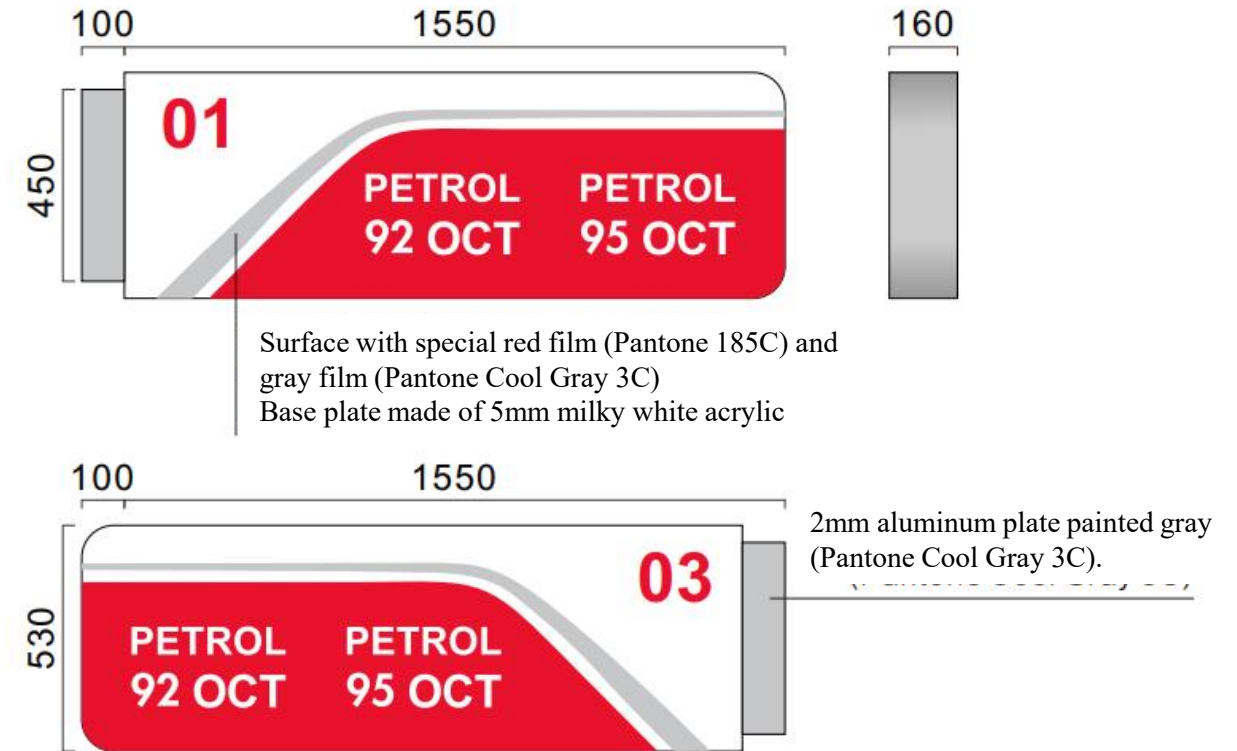 100 1550 160
450
01
PETROL PETROL
92 OCT 95 OCT
Surface with special red film (Pantone 185C) and
gray film (Pantone Cool Gray 3C)
Base plate made of 5mm milky white acrylic
100 1550
2mm aluminum plate painted gray
(Pantone Cool Gray 3C).
530
03
PETROL PETROL
92 OCT 95 OCT